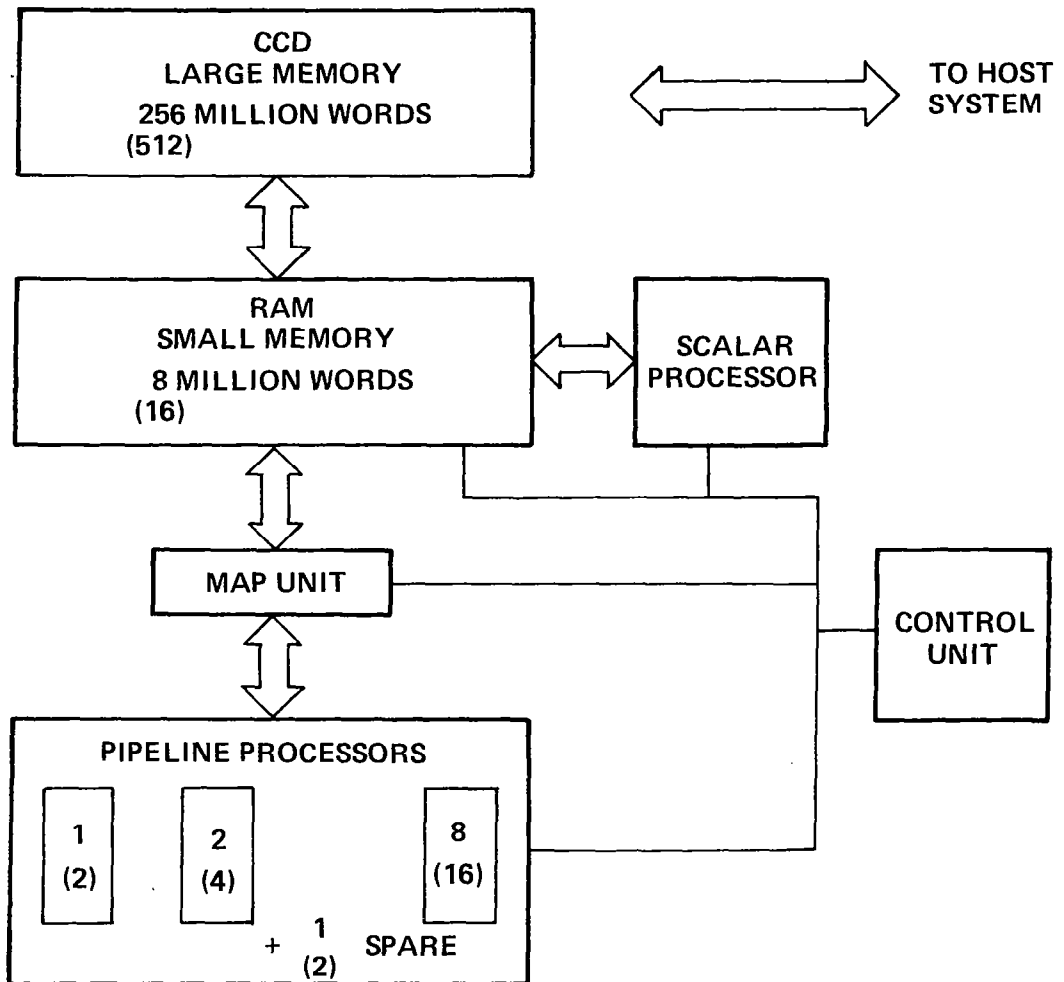 CCD
LARGE MEMORY
256 MILLION WORDS
(512)
TO HOST
SYSTEM
RAM
SMALL MEMORY
8 MILLION WORDS
(16)
SCALAR
PROCESSOR
MAP UNIT
CONTROL
UNIT
PIPELINE PROCESSORS
1
(2)
2
(4)
8
(16)
+ 1 SPARE
(2)